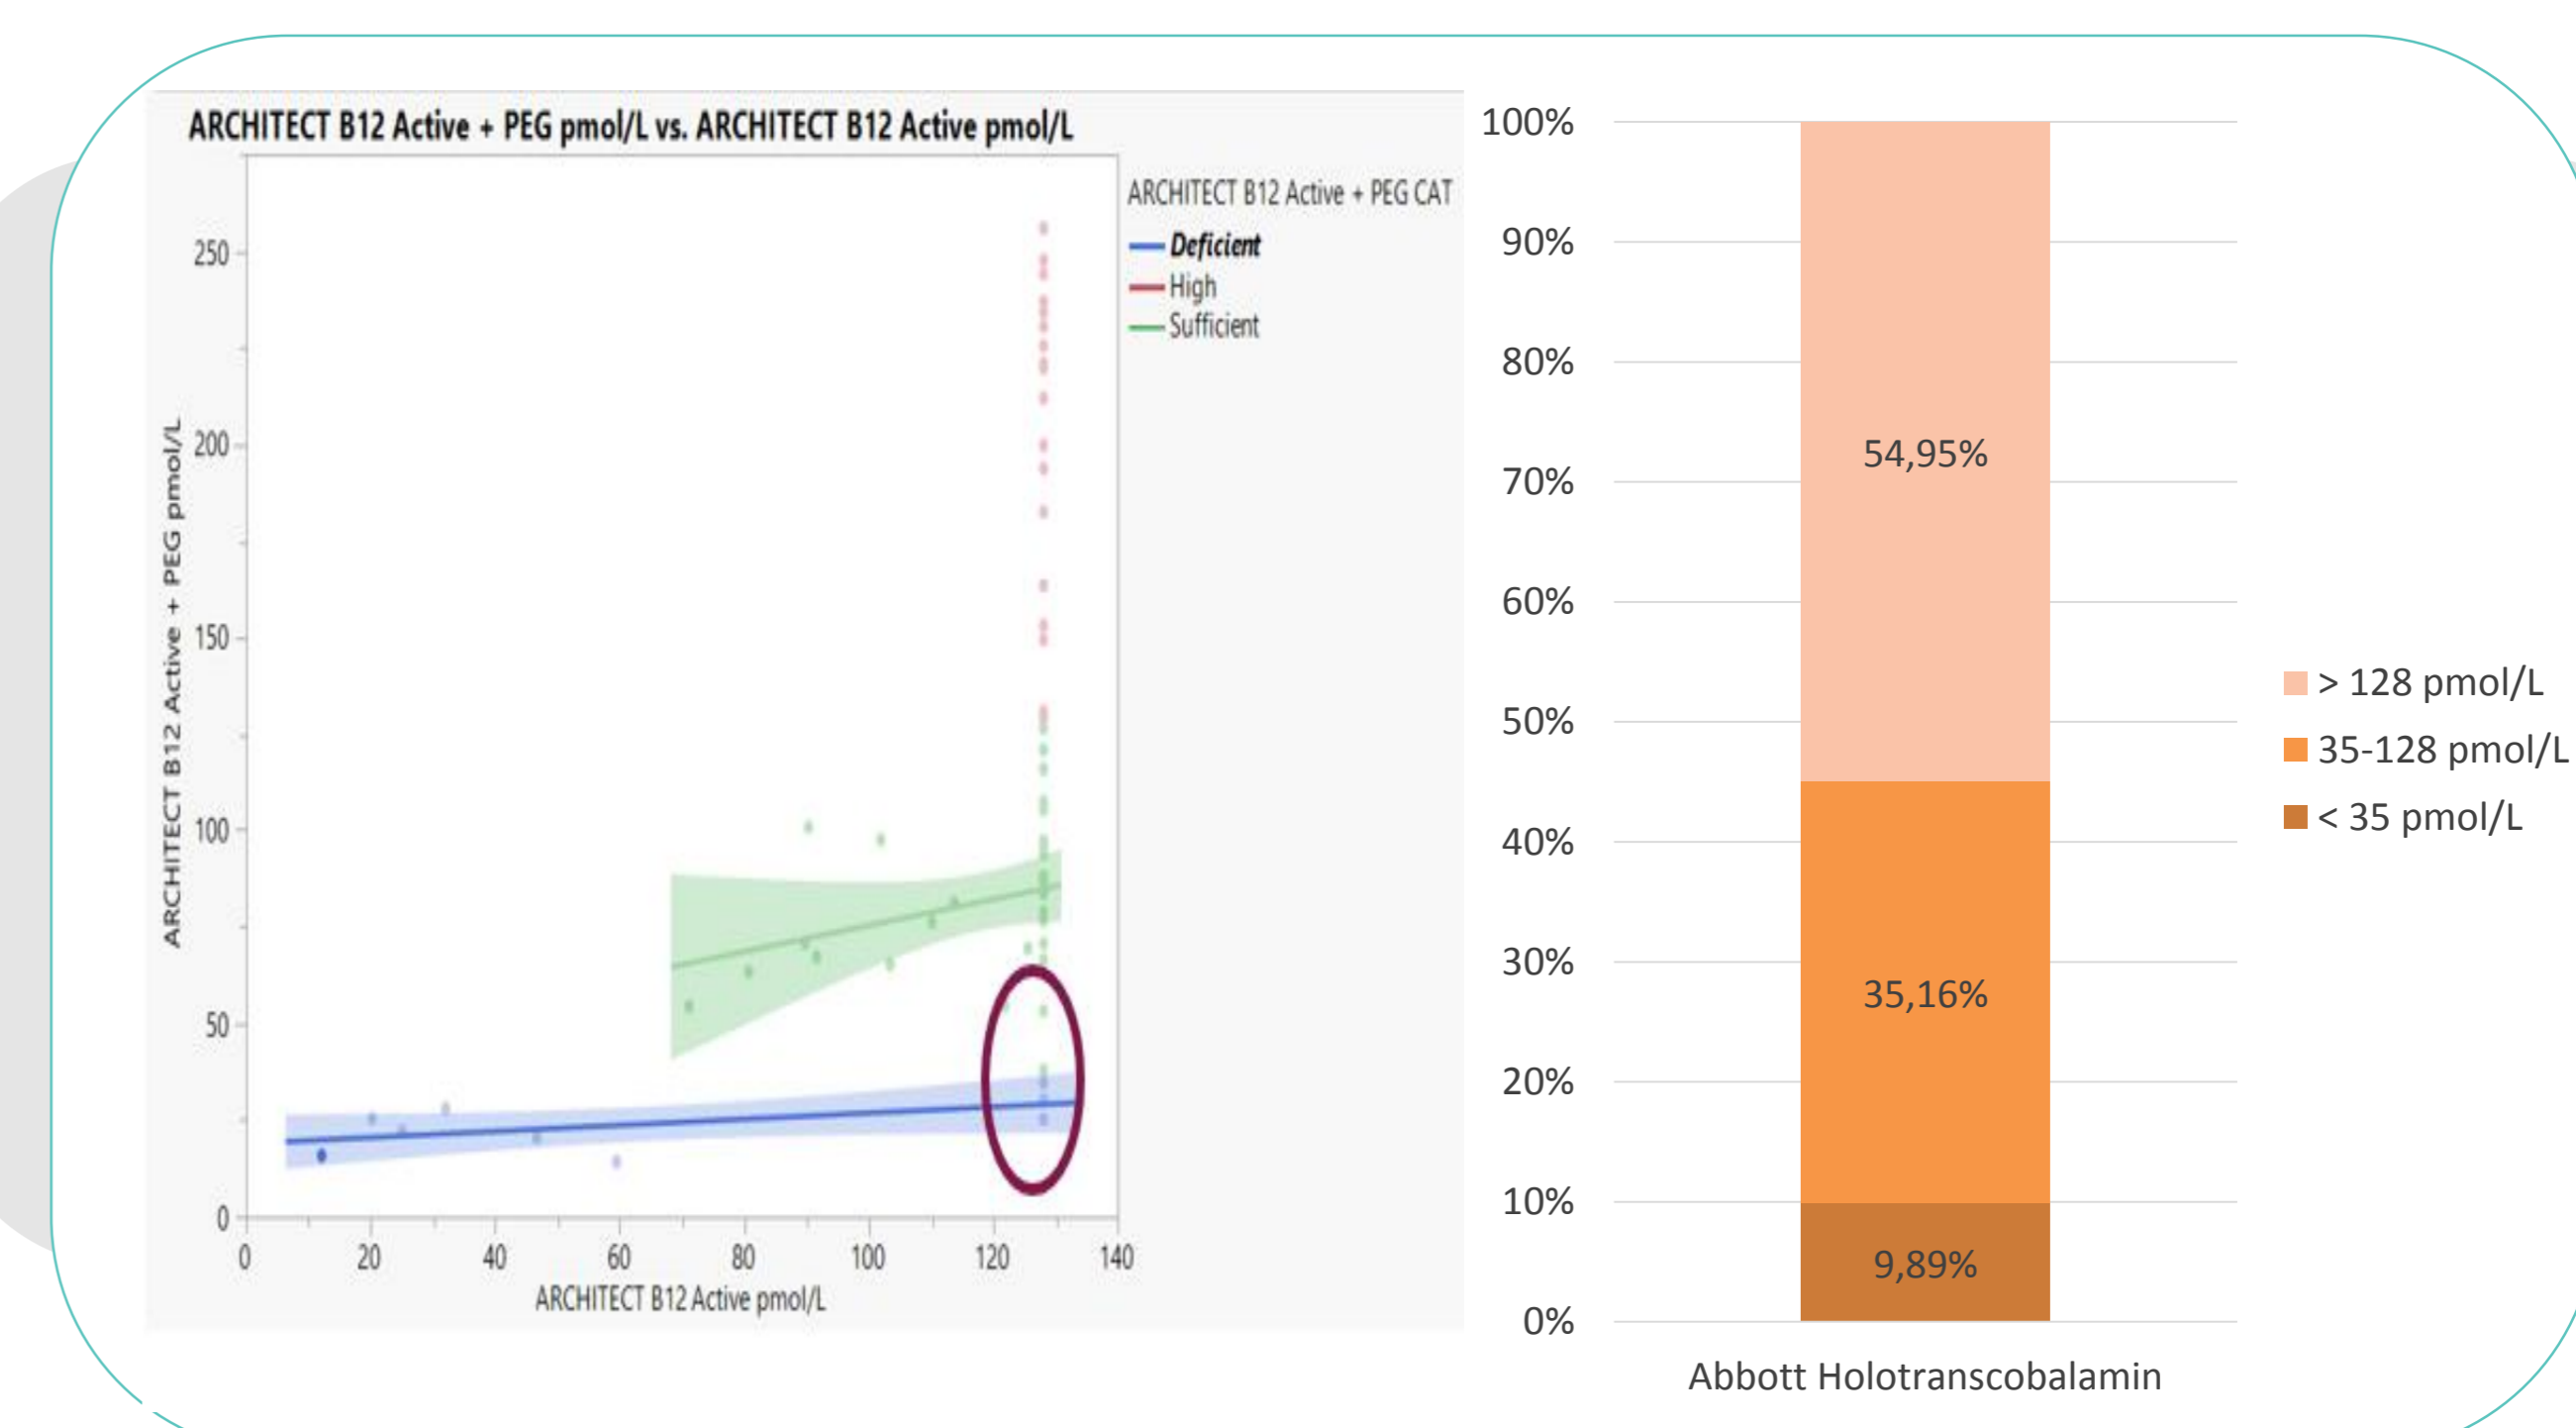 ARCHITECT B12 Active + PEG pmol/L vs. ARCHITECT B12 Active pmol/L
ARCHITECT B12 Active + PEG pmol/L
250
200
150
100
50
0
0 20 40 60 80 100 120 140
ARCHITECT B12 Active pmol/L
ARCHITECT B12 Active + PEG CAT
Deficient
High
Sufficient
100%
90%
80%
70%
60%
50%
40%
30%
20%
10%
0%
54,95%
35,16%
9,89%
Abbott Holotranscobalamin
> 128 pmol/L
35-128 pmol/L
< 35 pmol/L